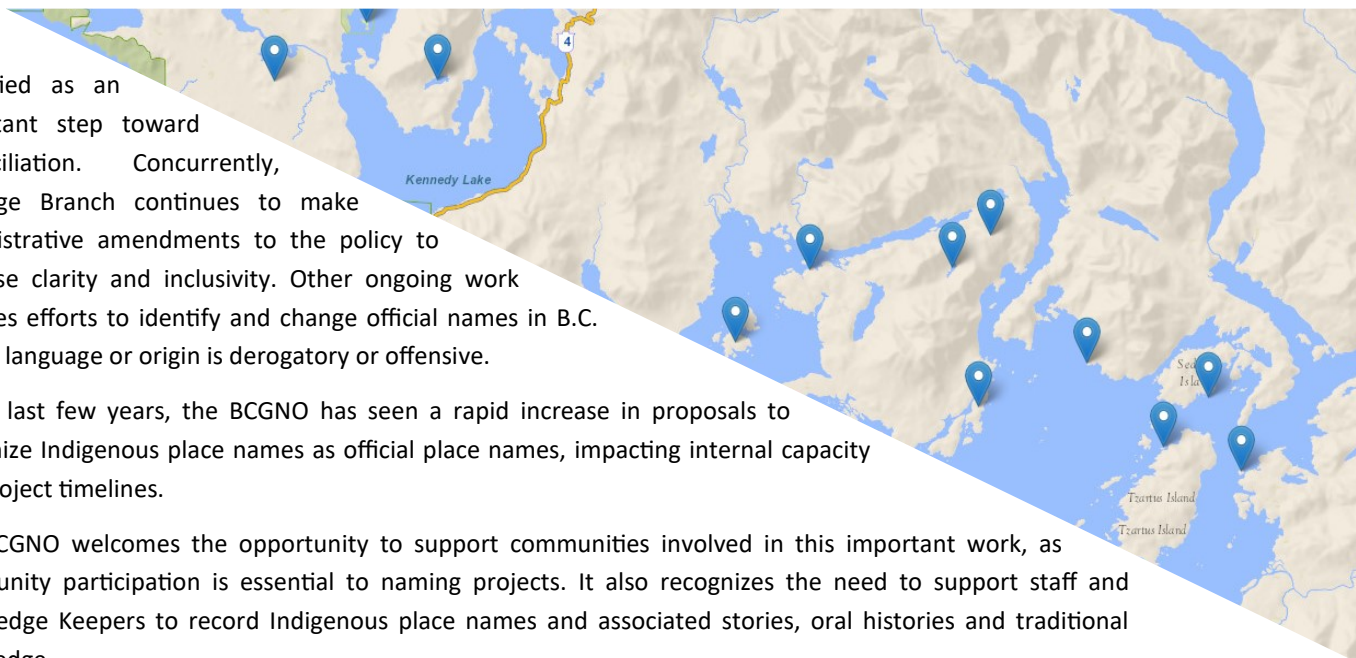 fied as an
tant step toward
ciliation. Concurrently,
ge Branch continues to make
istrative amendments to the policy to
se clarity and inclusivity. Other ongoing work
es efforts to identify and change official names in B.C.
language or origin is derogatory or offensive.
last few years, the BCGNO has seen a rapid increase in proposals to
nize Indigenous place names as official place names, impacting internal capacity
roject timelines.
CGNO welcomes the opportunity to support communities involved in this important work, as
unity participation is essential to naming projects. It also recognizes the need to support staff and
edge Keepers to record Indigenous place names and associated stories, oral histories and traditional
edge.
4
Kennedy Lake
Tzartus Island
Tzartus Island